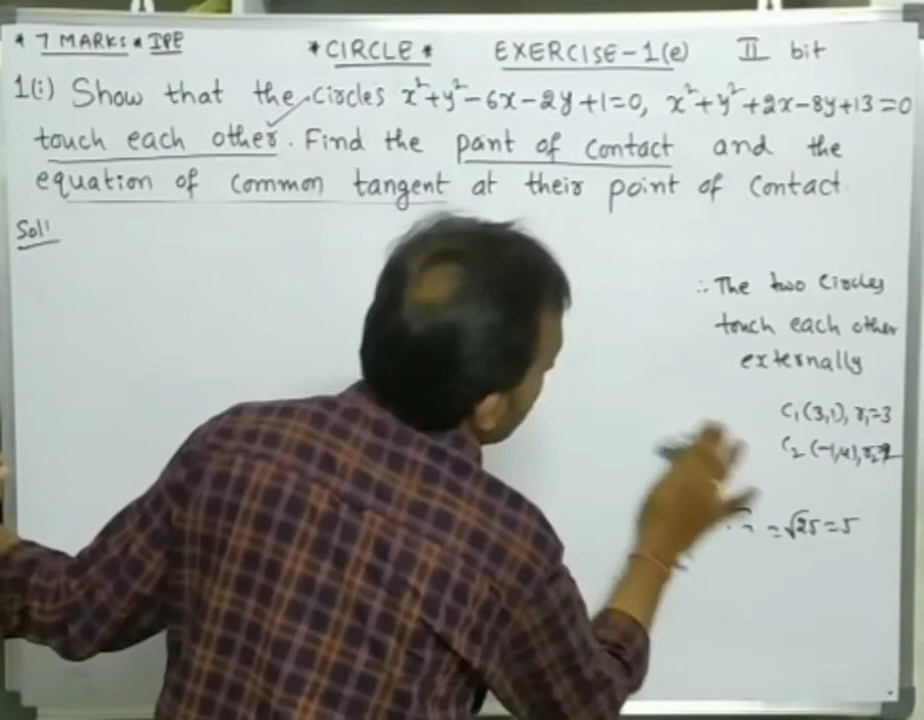 * 7 MARKS * IPE *CIRCLE* EXERCISE-1(e) II bit
1(i) Show that the circles x²+y²-6x-2y+1=0, x²+y²+2x-8y+13=0
touch each other. Find the pant of contact and the
equation of common tangent at their point of contact.
Sol!
∴ The two circles
touch each other
externally
C₁(3,1), r₁=3
C₂(-1,4), r₂=2
= √25 = 5